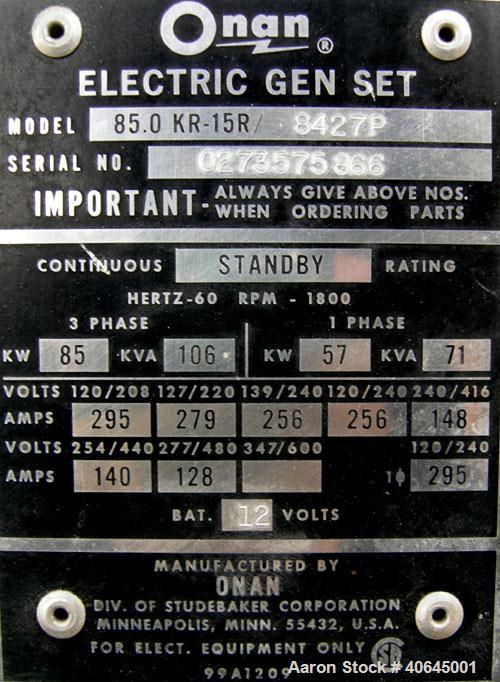 Onan ®
ELECTRIC GEN SET
MODEL 85.0 KR-15R/ 8427P
SERIAL NO. 0273575866
IMPORTANT- ALWAYS GIVE ABOVE NOS.
WHEN ORDERING PARTS
CONTINUOUS STANDBY RATING
HERTZ-60 RPM - 1800
3 PHASE 1 PHASE
KW 85 KVA 106 KW 57 KVA 71
VOLTS 120/208 127/220 139/240 120/240 240/416
AMPS 295 279 256 256 148
VOLTS 254/440 277/480 347/600 120/240
AMPS 140 128 1ϕ 295
BAT. 12 VOLTS
MANUFACTURED BY
ONAN
DIV. OF STUDEBAKER CORPORATION
MINNEAPOLIS, MINN. 55432, U.S.A.
FOR ELECT. EQUIPMENT ONLY SA
99A1209
Aaron Stock# 40645001